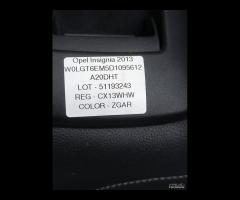 Opel Insignia 2013
W0LGT6EM5D1095612
A20DHT
LOT - 51193243
REG - CX13WHW
COLOR - ZGAR